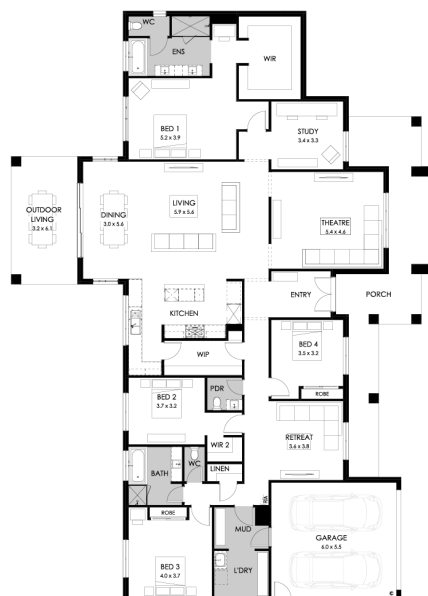 WC
ENS
WIR
BED 1
5.2 x 3.9
STUDY
3.4 x 3.3
OUTDOOR
LIVING
3.2 x 6.1
DINING
3.0 x 5.6
LIVING
5.9 x 5.6
THEATRE
5.4 x 4.6
ENTRY
PORCH
KITCHEN
WIP
BED 4
3.5 x 3.2
ROBE
BED 2
3.7 x 3.2
PDR
WIR 2
RETREAT
3.6 x 3.8
BATH
WC
LINEN
ROBE
MUD
GARAGE
6.0 x 5.5
BED 3
4.0 x 3.7
L'DRY